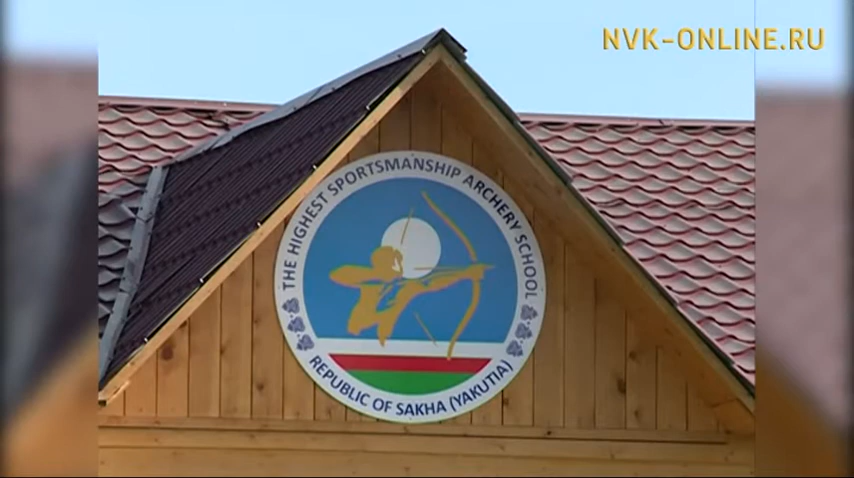 NVK-ONLINE.RU
THE HIGHEST SPORTSMANSHIP ARCHERY SCHOOL
REPUBLIC OF SAKHA (YAKUTIA)